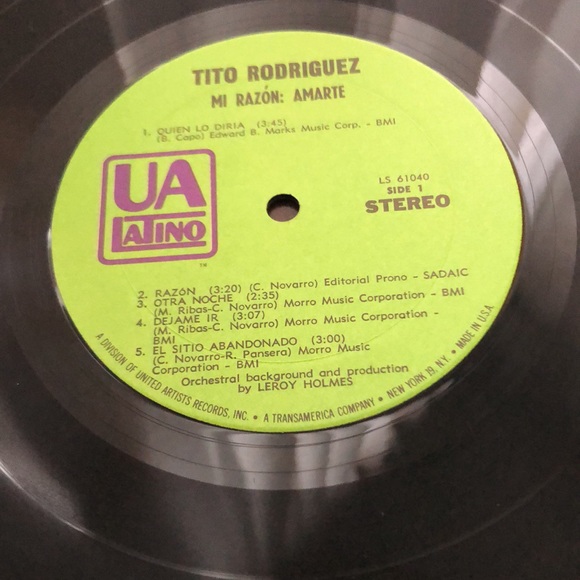 TITO RODRIGUEZ
MI RAZÓN: AMARTE
1. QUIEN LO DIRIA (3:45)
(B. Capo) Edward B. Marks Music Corp. - BMI
UA
LATINO
TM
LS 61040
SIDE 1
STEREO
2. RAZÓN (3:20) (C. Novarro) Editorial Prono - SADAIC
3. OTRA NOCHE (2:35)
(M. Ribas-C. Novarro) Morro Music Corporation - BMI
4. DEJAME IR (3:07)
(M. Ribas-C. Novarro) Morro Music Corporation -
BMI
5. EL SITIO ABANDONADO (3:00)
(C. Novarro-R. Pansera) Morro Music
Corporation - BMI
Orchestral background and production
by LEROY HOLMES
A DIVISION OF UNITED ARTISTS RECORDS, INC. • A TRANSAMERICA COMPANY • NEW YORK 19, N.Y. • MADE IN U.S.A.